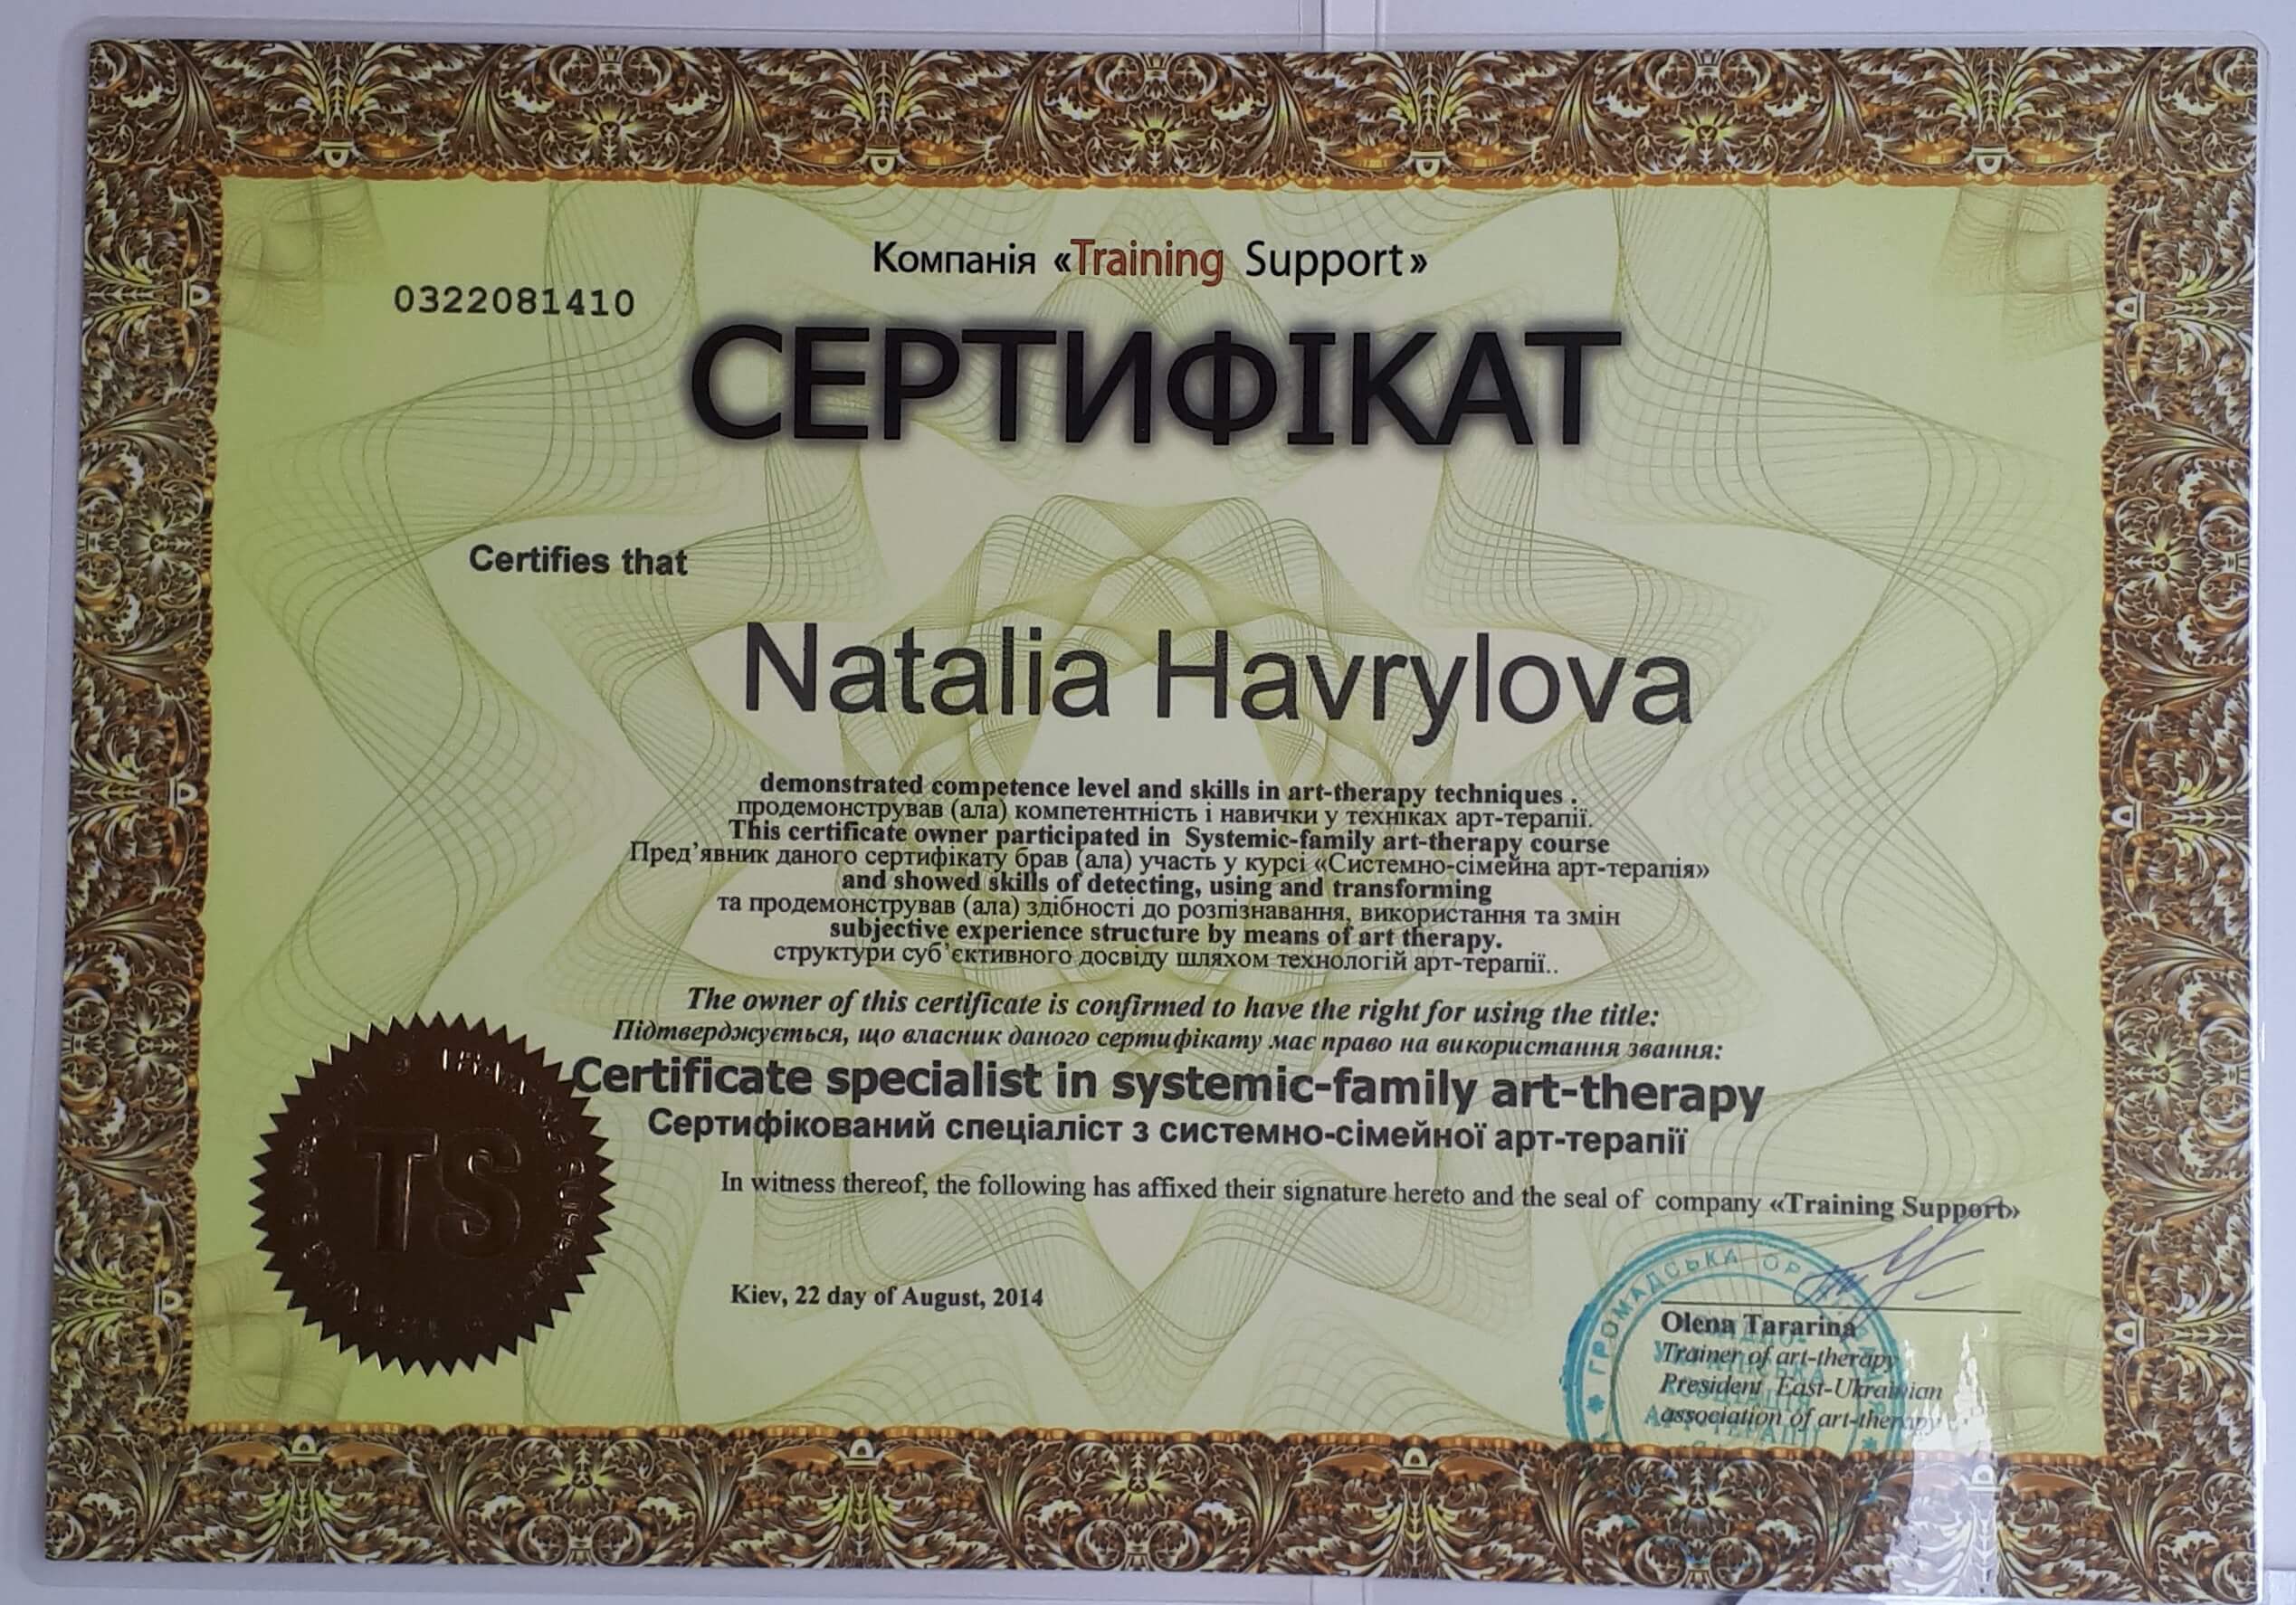 Компанія «Training Support»
0322081410
СЕРТИФІКАТ
Certifies that
Natalia Havrylova
demonstrated competence level and skills in art-therapy techniques .
продемонстрував (ала) компетентність і навички у техніках арт-терапії.
This certificate owner participated in Systemic-family art-therapy course
Пред’явник даного сертифікату брав (ала) участь у курсі «Системно-сімейна арт-терапія»
and showed skills of detecting, using and transforming
та продемонстрував (ала) здібності до розпізнавання, використання та змін
subjective experience structure by means of art therapy.
структури суб’єктивного досвіду шляхом технологій арт-терапії..
The owner of this certificate is confirmed to have the right for using the title:
Підтверджується, що власник даного сертифікату має право на використання звання:
Certificate specialist in systemic-family art-therapy
Сертифікований спеціаліст з системно-сімейної арт-терапії
In witness thereof, the following has affixed their signature hereto and the seal of company «Training Support»
TS
Kiev, 22 day of August, 2014
Olena Tararina
Trainer of art-therapy
President East-Ukrainian
Aassociation of art-therapy
ГРОМАДСЬКА